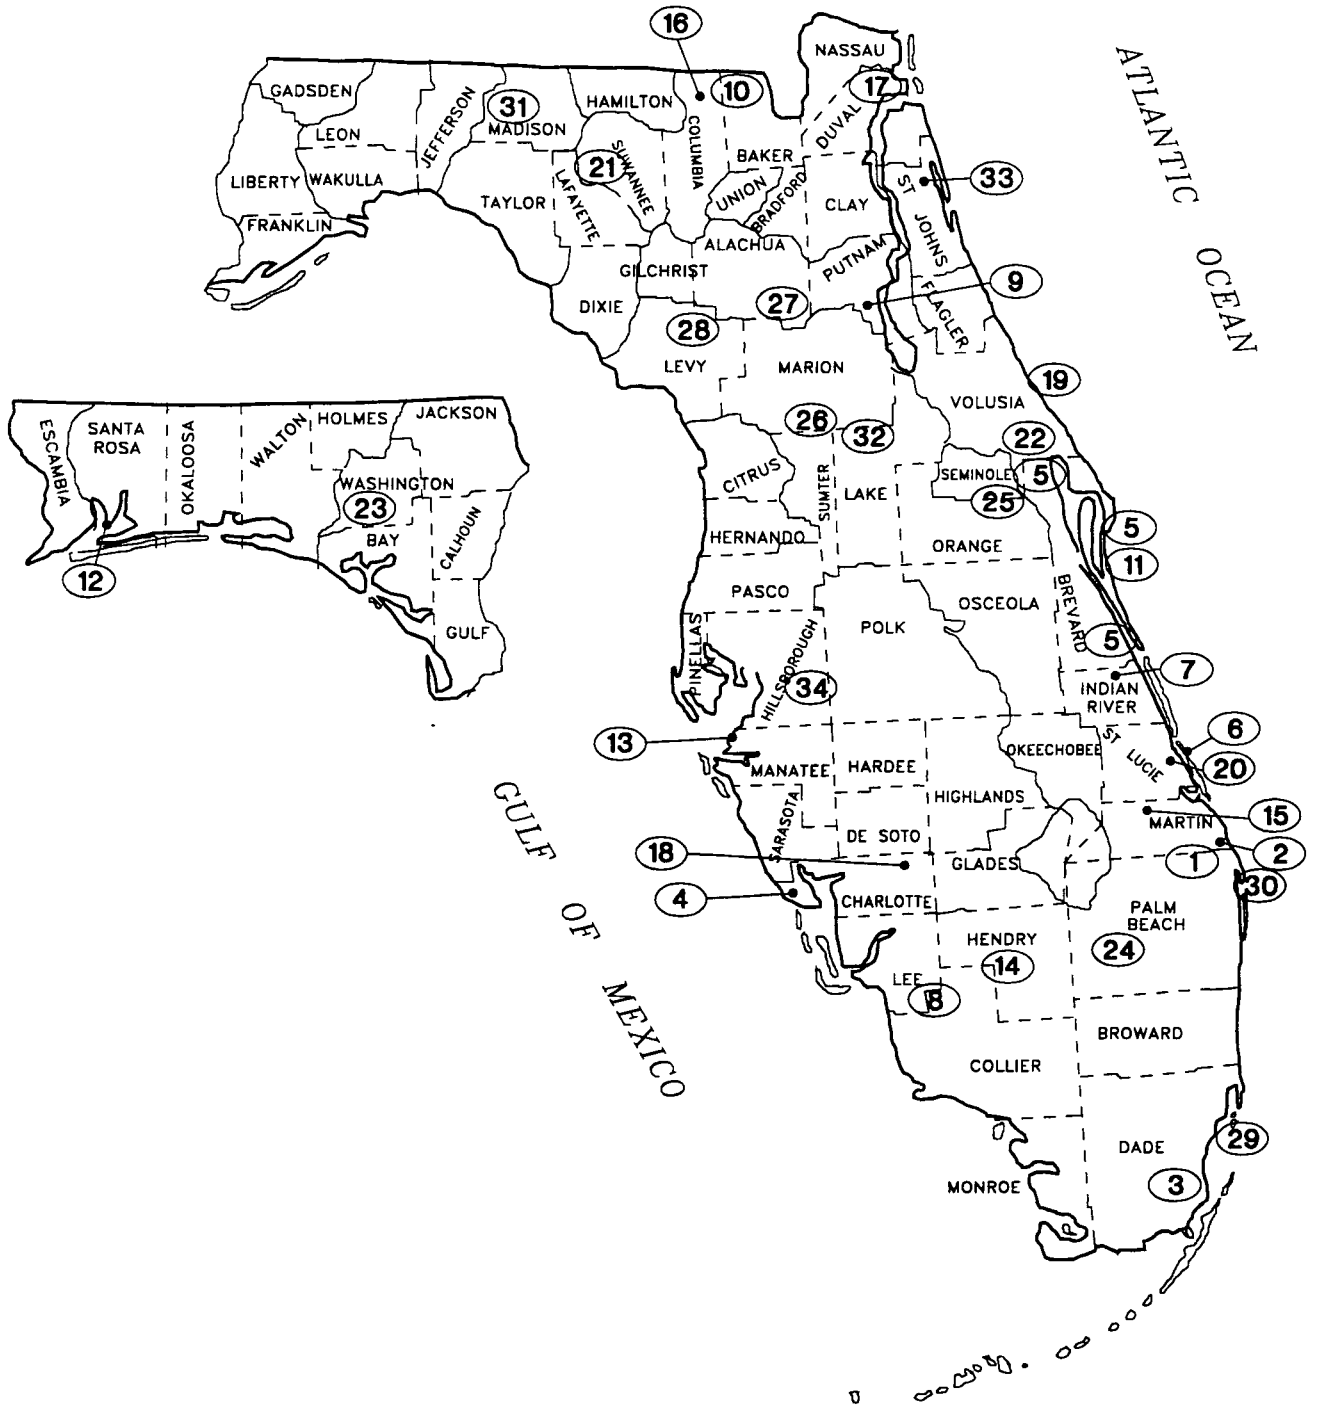 16
NASSAU
ATLANTIC
OCEAN
GADSDEN
31
HAMILTON
10
17
LEON
JEFFERSON
MADISON
COLUMBIA
DUVAL
LIBERTY
WAKULLA
21
SUWANNEE
BAKER
33
TAYLOR
LAFAYETTE
UNION
BRADFORD
CLAY
ST
JOHNS
FRANKLIN
ALACHUA
PUTNAM
GILCHRIST
9
DIXIE
27
FLAGLER
28
LEVY
MARION
19
VOLUSIA
ESCAMBIA
SANTA
ROSA
OKALOOSA
WALTON
HOLMES
JACKSON
26
32
22
CITRUS
SUMTER
LAKE
SEMINOLE
5
WASHINGTON
25
23
5
BAY
CALHOUN
HERNANDO
ORANGE
11
12
PASCO
OSCEOLA
BREVARD
GULF
PINELLAS
HILLSBOROUGH
POLK
5
7
34
INDIAN
RIVER
13
6
MANATEE
HARDEE
OKEECHOBEE
ST
LUCIE
20
GULF
OF
MEXICO
SARASOTA
HIGHLANDS
15
MARTIN
DE SOTO
18
GLADES
1
2
4
CHARLOTTE
30
PALM
BEACH
HENDRY
24
14
LEE
8
BROWARD
COLLIER
29
DADE
3
MONROE